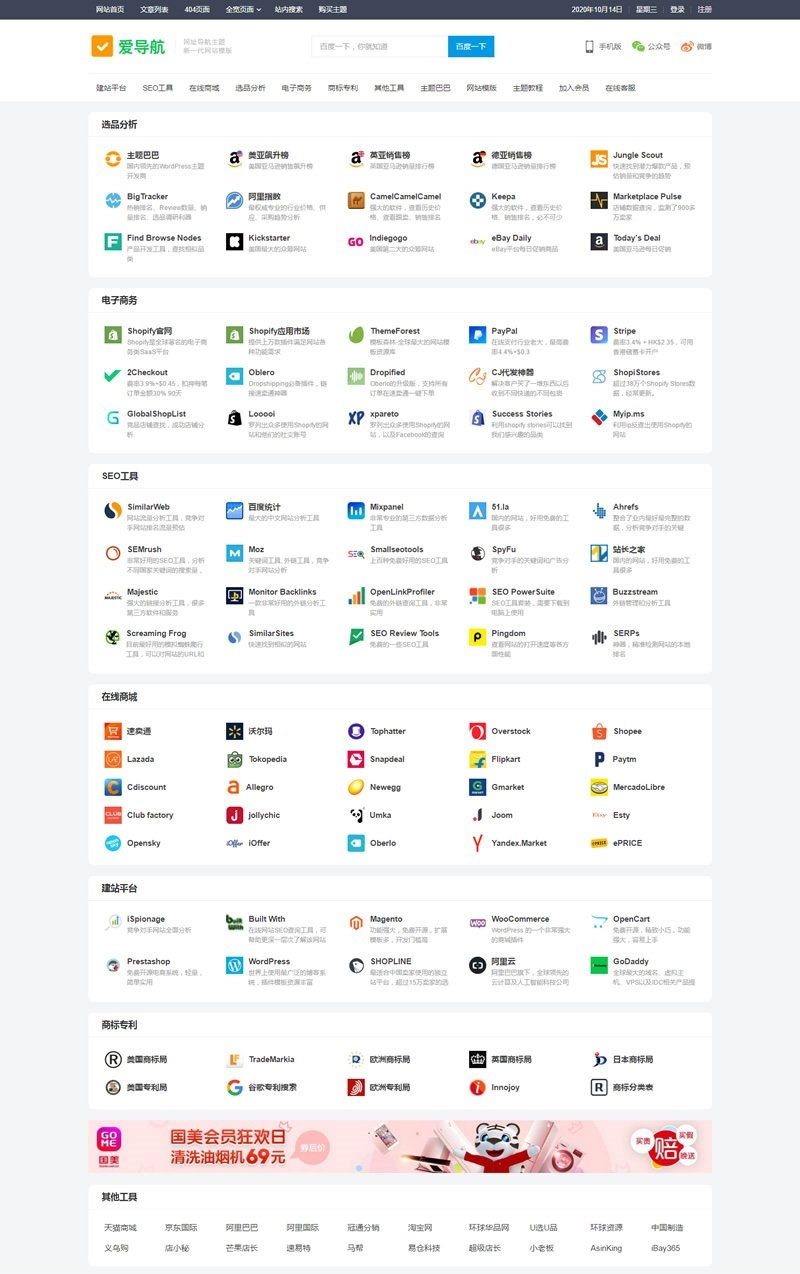 网站首页 文章列表 404页面 全宽页面 站内搜索 购买主题 2020年10月14日 星期三 登录 注册
爱导航
网址导航主题
新一代网站模板
百度一下，你就知道 百度一下
手机版 公众号 微博
建站平台 SEO工具 在线商城 选品分析 电子商务 商标专利 其他工具 主题巴巴 网站模版 主题教程 加入会员 在线客服
选品分析
主题巴巴 美亚飙升榜 英亚销售榜 德亚销售榜 Jungle Scout
国内领先的WordPress主题开发商 美国亚马逊销售飙升榜 英国亚马逊销量排行榜 德国亚马逊销量排行榜 快速找到潜力爆款产品，预估销量和竞争的趋势
BigTracker 阿里指数 CamelCamelCamel Keepa Marketplace Pulse
热销排名、Review数量、销量排名、选品调研利器 最权威专业的行业价格、供应、采购趋势分析 强大的软件，查看历史价格、查看跟卖、销售排名 强大的软件，查看历史价格、销售排名，必不可少 店铺数据查询，监测了900多万卖家
Find Browse Nodes Kickstarter Indiegogo eBay Daily Today's Deal
产品开发工具，查找相似品类 美国最大的众筹网站 美国第二大的众筹网站 eBay平台每日促销商品 美国亚马逊每日促销
电子商务
Shopify官网 Shopify应用市场 ThemeForest PayPal Stripe
Shopify是全球著名的电子商务类SaaS平台 提供上万款插件满足网站各种功能需求 模板森林-全球最大的网站模板资源库 在线支付行业老大，最高费率4.4%+$0.3 费率3.4% + HK$2.35，可用香港储蓄卡开户
2Checkout Oblero Dropified CJ代发神器 ShopiStores
费率3.9%+$0.45，扣押每笔订单金额30% 90天 Dropshipping必备插件，链接速卖通神器 Oberlo的升级版，支持所有订单在速卖通一键下单 解决客户买了一堆东西以后收到不同快递的不同包裹 超过38万个Shopify Stores数据，经常更新。
GlobalShopList Looooi xpareto Success Stories Myip.ms
竞品店铺查找，成功店铺分析 罗列出众多使用Shopify的网站和他们的社交账号 罗列出众多使用Shopify的网站，以及Facebook的查询 利用shopify stories可以找到我们感兴趣的品类 利用ip反查出使用Shopify的网站
SEO工具
SimilarWeb 百度统计 Mixpanel 51.la Ahrefs
网站流量分析工具，竞争对手网站排名流量预估 最大的中文网站分析工具 非常专业的第三方数据分析工具 国内的网站，好用免费的工具很多 整合了业内最好最完整的数据，分析竞争对手的关键
SEMrush Moz Smallseotools SpyFu 站长之家
非常好用的SEO工具，分析不同国家关键词的搜索量， 关键词工具, 外链工具，竞争对手网站分析 上百种免费好用的SEO工具 竞争对手的关键词和广告分析 国内的网站，好用免费的工具很多
Majestic Monitor Backlinks OpenLinkProfiler SEO PowerSuite Buzzstream
强大的链接分析工具，很多第三方软件和服务 一款非常好用的外链分析工具 免费的外链查询工具，非常实用 SEO工具套装，需要下载到电脑上使用 外链管理和分析工具
Screaming Frog SimilarSites SEO Review Tools Pingdom SERPs
目前最好用的模拟蜘蛛爬行工具，可以对网站的URL和 快速找到相似的网站 免费的一些SEO工具 查看网站的打开速度等各方面性能 神器，精准检测网站的本地排名
在线商城
速卖通 沃尔玛 Tophatter Overstock Shopee
Lazada Tokopedia Snapdeal Flipkart Paytm
Cdiscount Allegro Newegg Gmarket MercadoLibre
Club factory jollychic Umka Joom Esty
Opensky iOffer Oberlo Yandex.Market ePRICE
建站平台
iSpionage Built With Magento WooCommerce OpenCart
竞争对手网站全面分析 在线网站SEO查询工具，可帮助更深一层次了解该网站 功能强大，免费开源，扩展模板多，开发门槛高 WordPress 的一个非常强大的商城插件 免费开源，精致小巧，功能强大，容易上手
Prestashop WordPress SHOPLINE 阿里云 GoDaddy
免费开源电商系统，轻量，简单实用 世界上使用最广泛的博客系统，插件模板资源丰富 最适合中国卖家使用的独立站平台，超过15万卖家的选 阿里巴巴旗下，全球领先的云计算及人工智能科技公司 全球最大的域名、虚拟主机、VPS以及IDC相关产品提
商标专利
美国商标局 TradeMarkia 欧洲商标局 英国商标局 日本商标局
美国专利局 谷歌专利搜索 欧洲专利局 Innojoy 商标分类表
GOME 国美
国美会员狂欢日
清洗油烟机69元 券后价
买贵 买假 赔 晚送
其他工具
天猫商城 京东国际 阿里巴巴 阿里国际 冠通分销 淘宝网 环球华品网 U选U品 环球资源 中国制造
义乌购 店小秘 芒果店长 速易特 马帮 易仓科技 超级店长 小老板 AsinKing iBay365